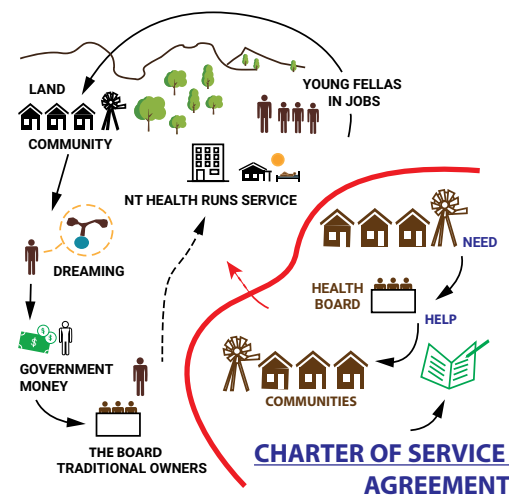 LAND
YOUNG FELLAS
IN JOBS
COMMUNITY
NT HEALTH RUNS SERVICE
NEED
DREAMING
HEALTH
BOARD
HELP
$
$
$
GOVERNMENT
MONEY
COMMUNITIES
THE BOARD
TRADITIONAL OWNERS
CHARTER OF SERVICE
AGREEMENT